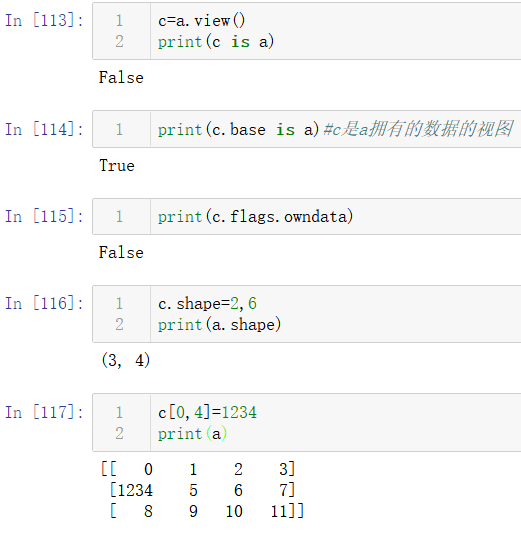 In [113]: 1 c=a.view()
2 print(c is a)
False
In [114]: 1 print(c.base is a)#c是a拥有的数据的视图
True
In [115]: 1 print(c.flags.owndata)
False
In [116]: 1 c.shape=2,6
2 print(a.shape)
(3, 4)
In [117]: 1 c[0,4]=1234
2 print(a)
[[   0    1    2    3]
 [1234    5    6    7]
 [   8    9   10   11]]